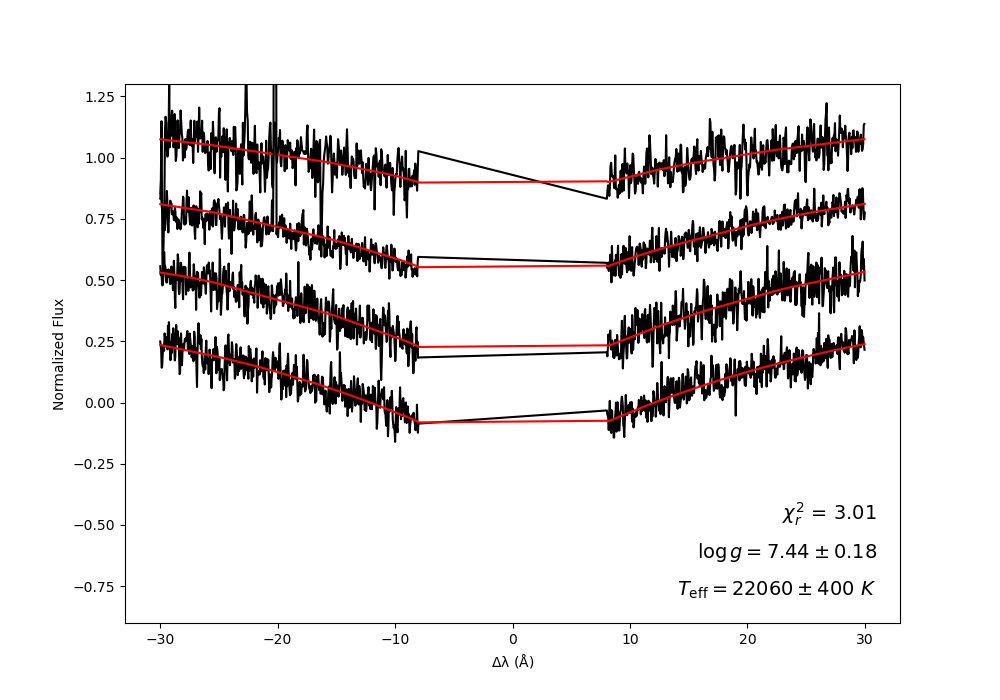 1.25
1.00
0.75
0.50
0.25
0.00
−0.25
−0.50
−0.75
Normalized Flux
χ²ᵣ = 3.01
log g = 7.44 ± 0.18
T_eff = 22060 ± 400 K
−30 −20 −10 0 10 20 30
Δλ (Å)